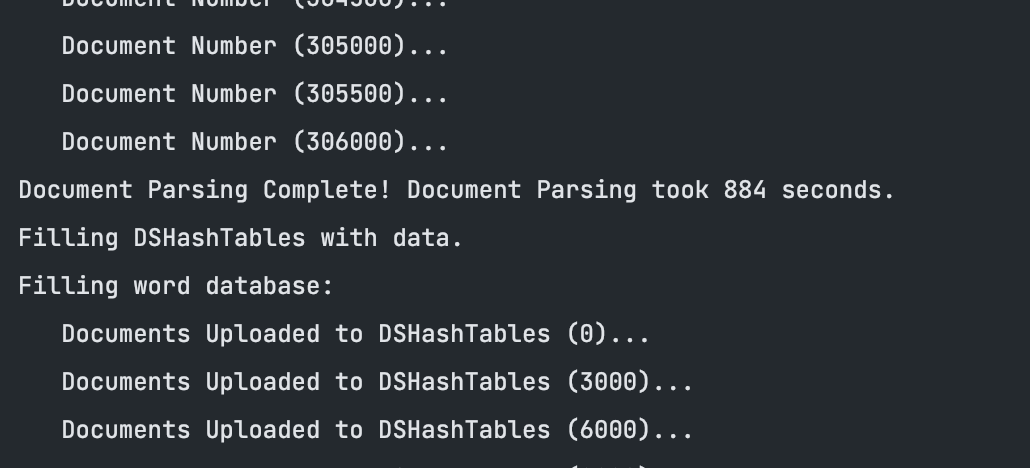 Document Number (304500)...
Document Number (305000)...
Document Number (305500)...
Document Number (306000)...
Document Parsing Complete! Document Parsing took 884 seconds.
Filling DSHashTables with data.
Filling word database:
Documents Uploaded to DSHashTables (0)...
Documents Uploaded to DSHashTables (3000)...
Documents Uploaded to DSHashTables (6000)...